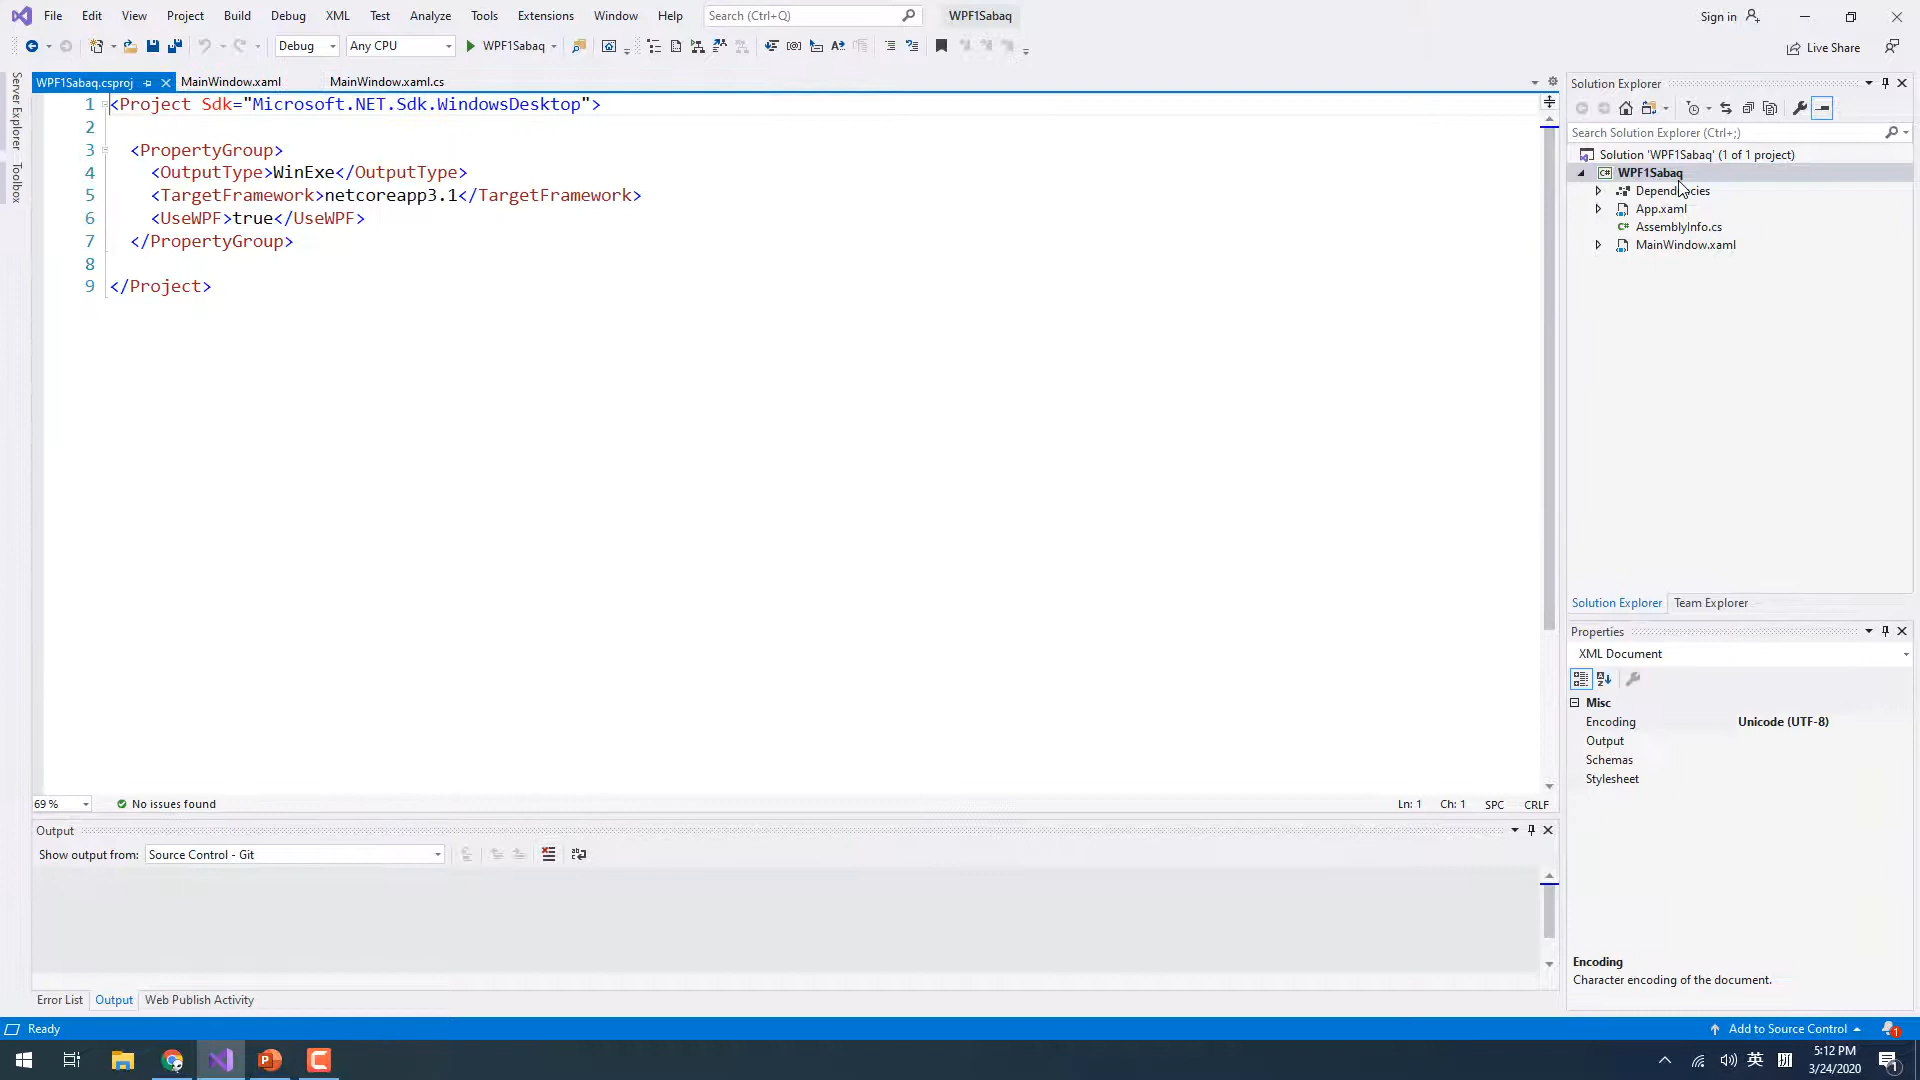 File Edit View Project Build Debug XML Test Analyze Tools Extensions Window Help Search (Ctrl+Q) WPF1Sabaq Sign in
Debug Any CPU WPF1Sabaq Live Share
Server Explorer
Toolbox
WPF1Sabaq.csproj MainWindow.xaml MainWindow.xaml.cs
1 <Project Sdk="Microsoft.NET.Sdk.WindowsDesktop">
2
3 <PropertyGroup>
4 <OutputType>WinExe</OutputType>
5 <TargetFramework>netcoreapp3.1</TargetFramework>
6 <UseWPF>true</UseWPF>
7 </PropertyGroup>
8
9 </Project>
69 % No issues found Ln: 1 Ch: 1 SPC CRLF
Output
Show output from: Source Control - Git
Error List Output Web Publish Activity
Solution Explorer
Search Solution Explorer (Ctrl+;)
Solution 'WPF1Sabaq' (1 of 1 project)
C# WPF1Sabaq
Dependencies
App.xaml
C# AssemblyInfo.cs
MainWindow.xaml
Solution Explorer Team Explorer
Properties
XML Document
Misc
Encoding Unicode (UTF-8)
Output
Schemas
Stylesheet
Encoding
Character encoding of the document.
Ready Add to Source Control 1
英 5:12 PM
3/24/2020 1